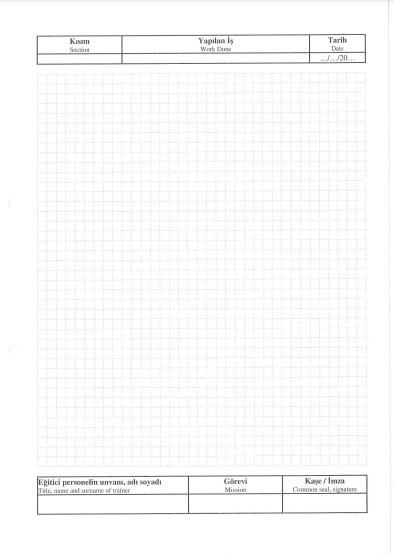 Kısım
Section
Yapılan İş
Work Done
Tarih
Date
.../.../20...
Eğitici personelin unvanı, adı soyadı
Title, name and surname of trainer
Görevi
Mission
Kaşe / İmza
Common seal, signature